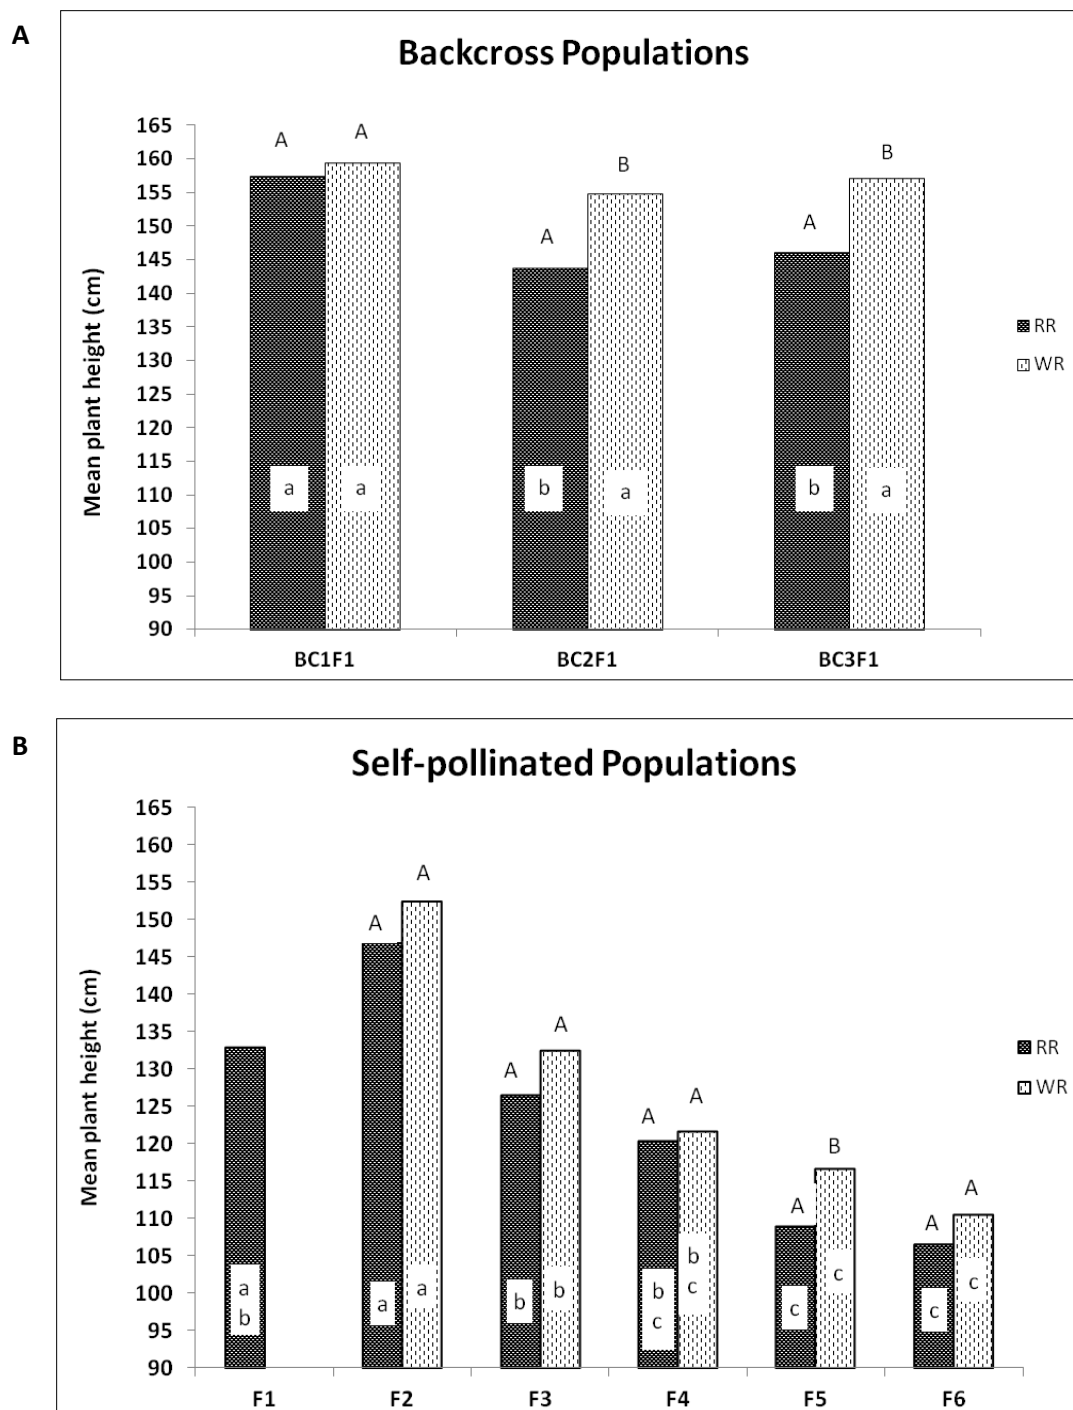 A
Backcross Populations
Mean plant height (cm)
165
160
155
150
145
140
135
130
125
120
115
110
105
100
95
90
A
A
A
B
A
B
a
a
b
a
b
a
BC1F1
BC2F1
BC3F1
RR
WR
B
Self-pollinated Populations
Mean plant height (cm)
165
160
155
150
145
140
135
130
125
120
115
110
105
100
95
90
A
A
A
A
A
A
A
B
A
A
a
b
a
a
b
b
b
c
b
c
c
c
c
c
F1
F2
F3
F4
F5
F6
RR
WR